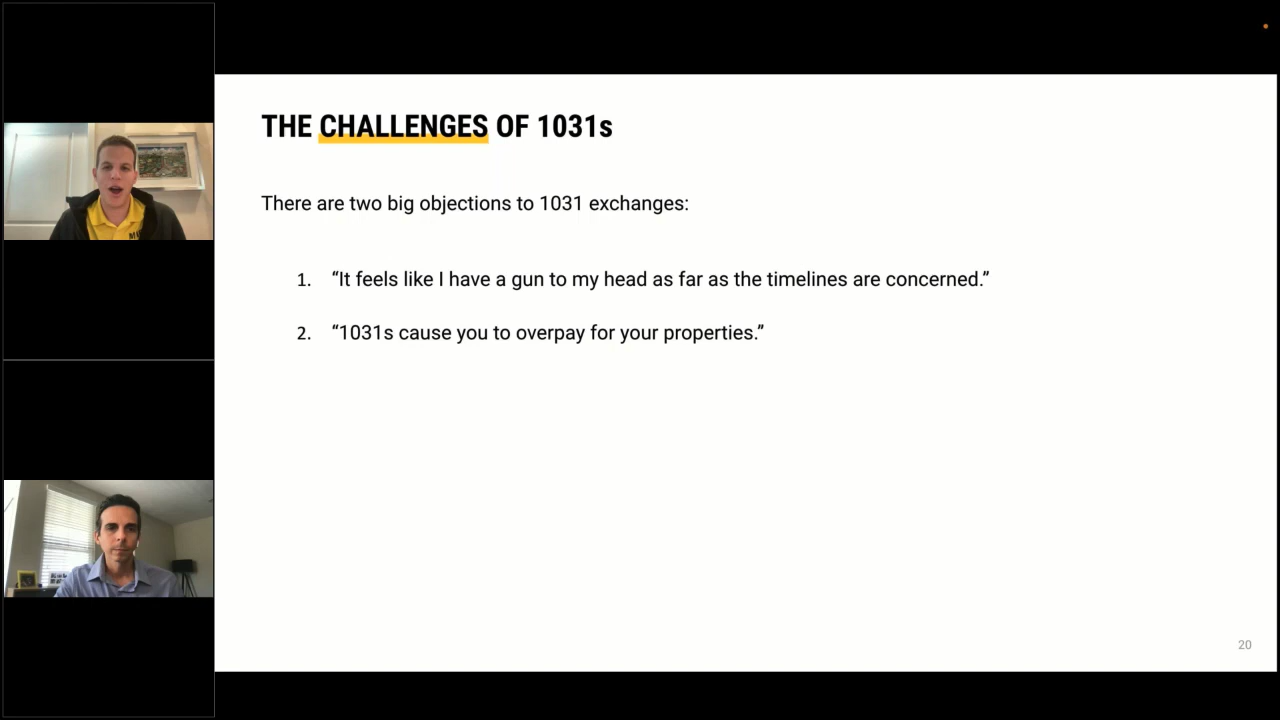 THE CHALLENGES OF 1031s
There are two big objections to 1031 exchanges:
1. “It feels like I have a gun to my head as far as the timelines are concerned.”
2. “1031s cause you to overpay for your properties.”
20